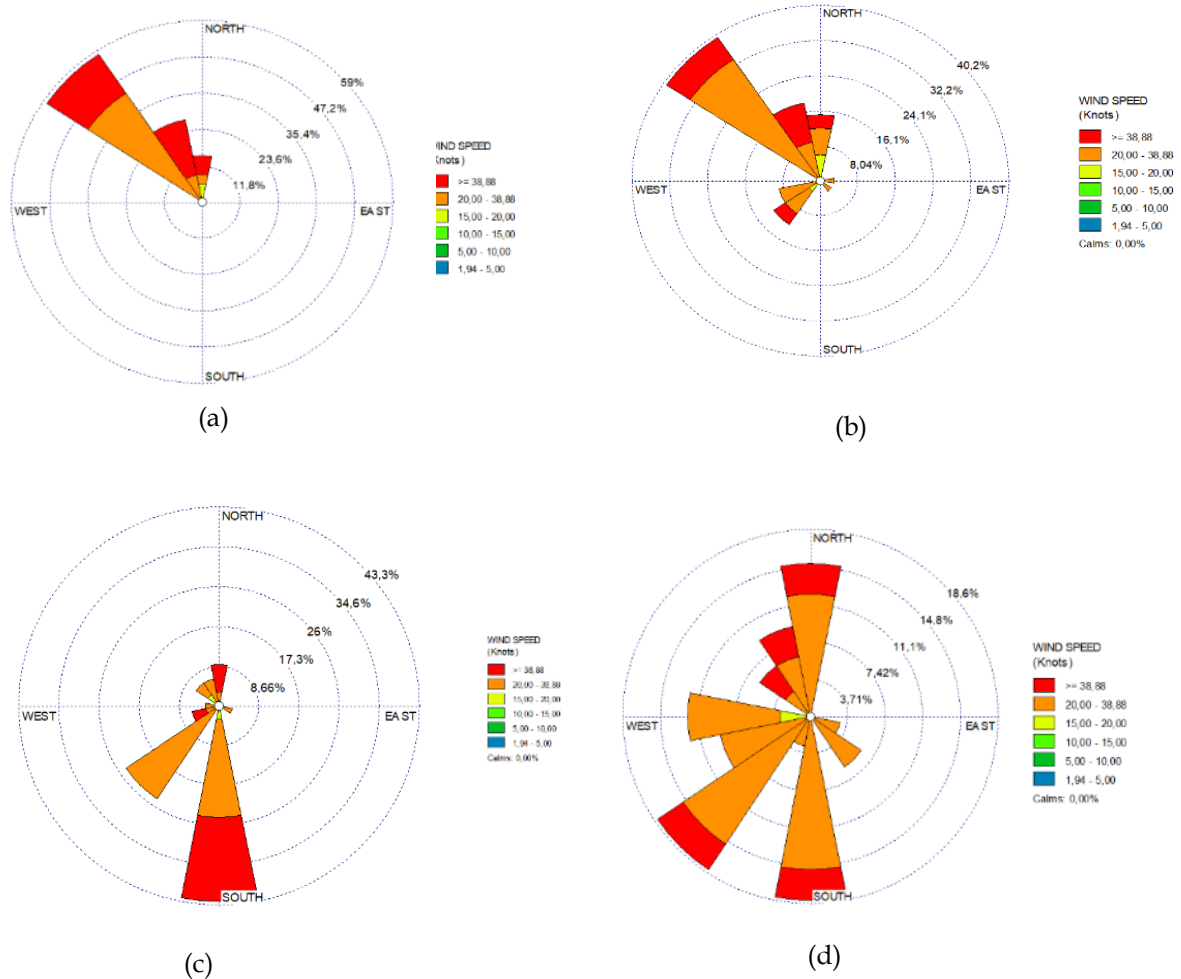 NORTH
59%
47,2%
35,4%
23,6%
11,8%
WEST
EAST
SOUTH
WIND SPEED
(Knots)
>= 38,88
20,00 - 38,88
15,00 - 20,00
10,00 - 15,00
5,00 - 10,00
1,94 - 5,00
(a)
NORTH
40,2%
32,2%
24,1%
16,1%
8,04%
WEST
EAST
SOUTH
WIND SPEED
(Knots)
>= 38,88
20,00 - 38,88
15,00 - 20,00
10,00 - 15,00
5,00 - 10,00
1,94 - 5,00
Calms: 0,00%
(b)
NORTH
43,3%
34,6%
26%
17,3%
8,66%
WEST
EAST
SOUTH
WIND SPEED
(Knots)
>= 38,88
20,00 - 38,88
15,00 - 20,00
10,00 - 15,00
5,00 - 10,00
1,94 - 5,00
Calms: 0,00%
(c)
NORTH
18,6%
14,8%
11,1%
7,42%
3,71%
WEST
EAST
SOUTH
WIND SPEED
(Knots)
>= 38,88
20,00 - 38,88
15,00 - 20,00
10,00 - 15,00
5,00 - 10,00
1,94 - 5,00
Calms: 0,00%
(d)